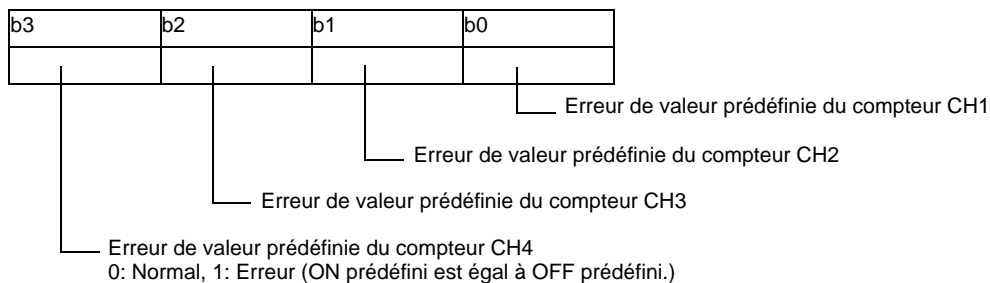 b3 b2 b1 b0
Erreur de valeur prédéfinie du compteur CH1
Erreur de valeur prédéfinie du compteur CH2
Erreur de valeur prédéfinie du compteur CH3
Erreur de valeur prédéfinie du compteur CH4
0: Normal, 1: Erreur (ON prédéfini est égal à OFF prédéfini.)